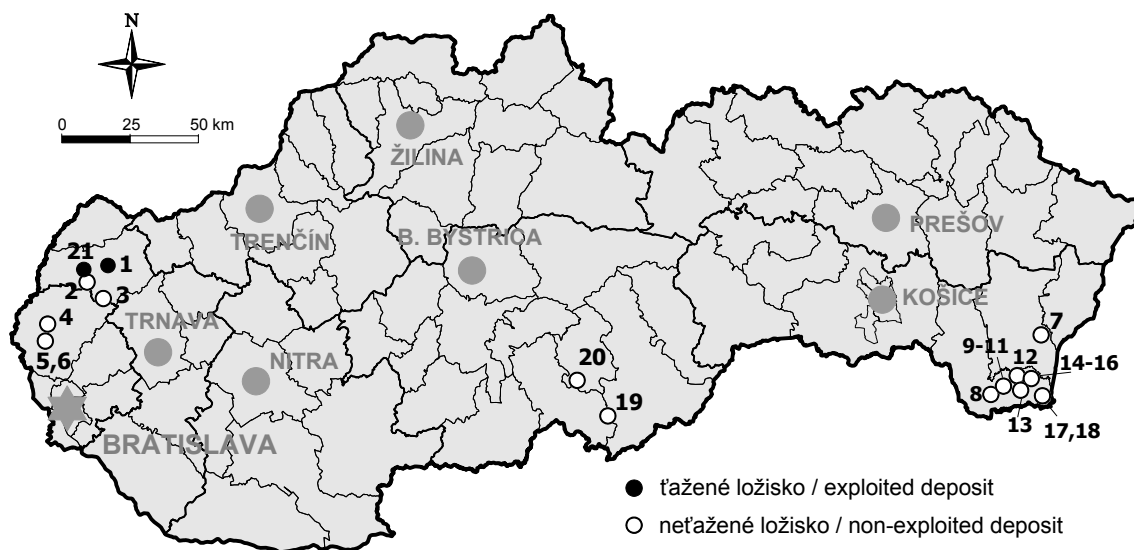 N
0 25 50 km
ŽILINA
TRENČÍN
B. BYSTRICA
PREŠOV
21
1
2
3
KOŠICE
4
TRNAVA
5,6
NITRA
7
9-11
12
14-16
20
8
19
13
17,18
BRATISLAVA
ťažené ložisko / exploited deposit
neťažené ložisko / non-exploited deposit